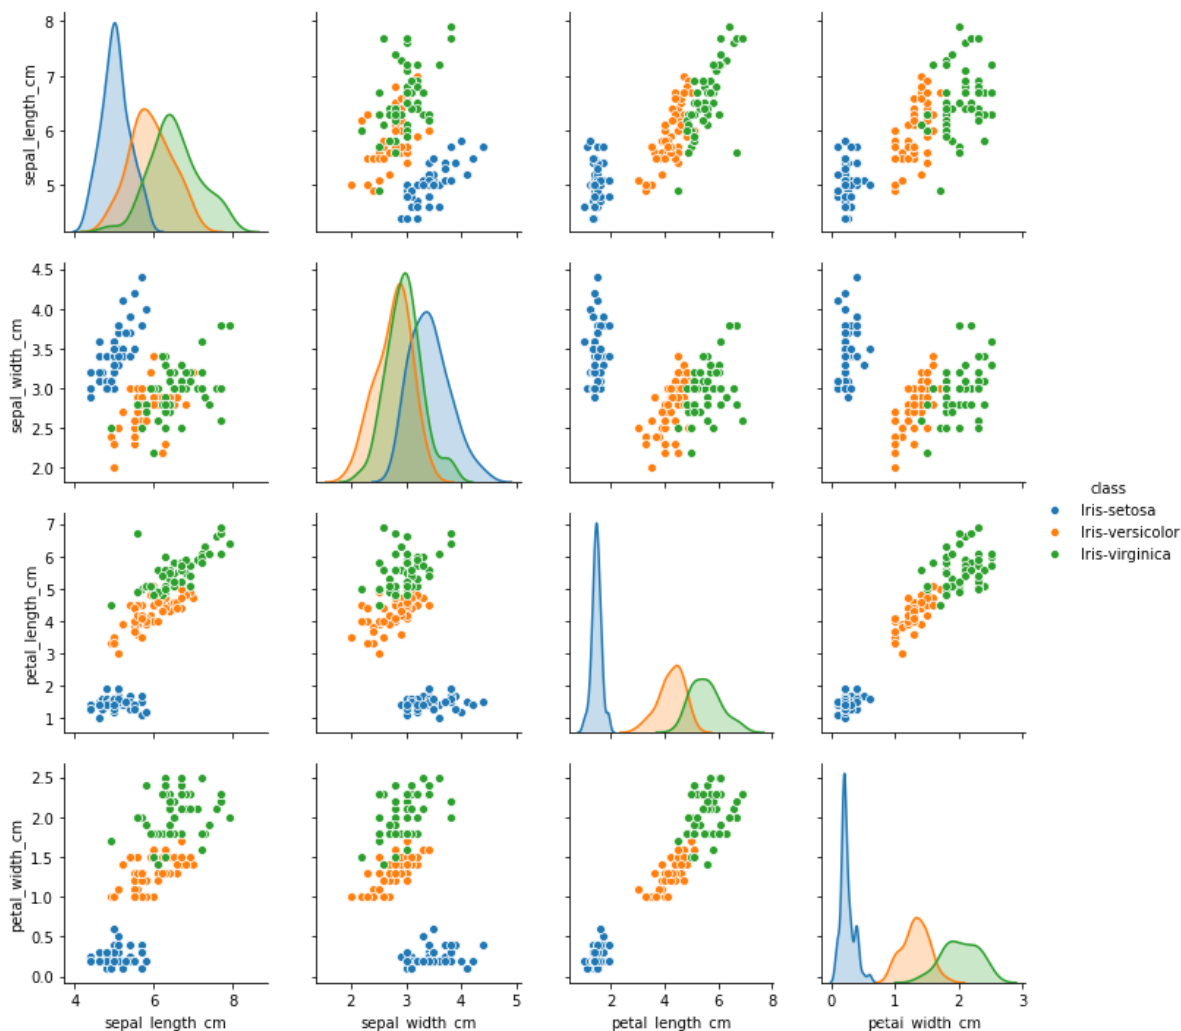 8
7
6
5
sepal_length_cm
4.5
4.0
3.5
3.0
2.5
2.0
sepal_width_cm
class
Iris-setosa
Iris-versicolor
Iris-virginica
7
6
5
4
3
2
1
petal_length_cm
2.5
2.0
1.5
1.0
0.5
0.0
petal_width_cm
4 6 8
2 3 4 5
0 2 4 6 8
0 1 2 3
sepal_length_cm
sepal_width_cm
petal_length_cm
petal_width_cm